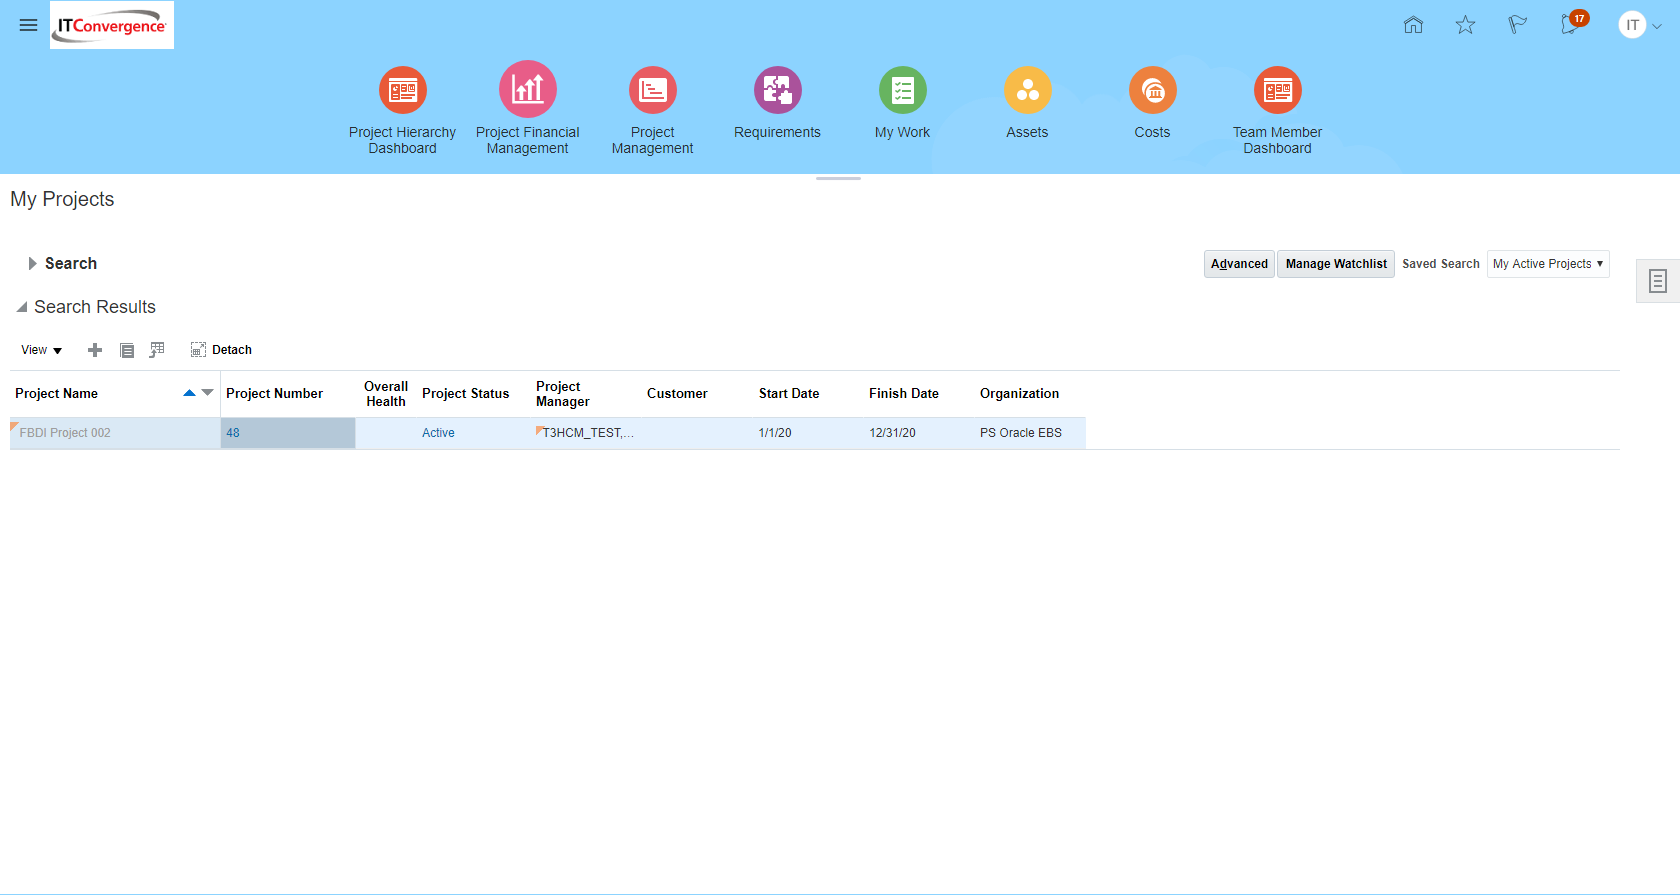 ITConvergence
17
IT
Project Hierarchy
Dashboard
Project Financial
Management
Project
Management
Requirements
My Work
Assets
Costs
Team Member
Dashboard
My Projects
Search
Advanced
Manage Watchlist
Saved Search
My Active Projects
Search Results
View
Detach
Project Name
Project Number
Overall
Health
Project Status
Project
Manager
Customer
Start Date
Finish Date
Organization
FBDI Project 002
48
Active
T3HCM_TEST,...
1/1/20
12/31/20
PS Oracle EBS